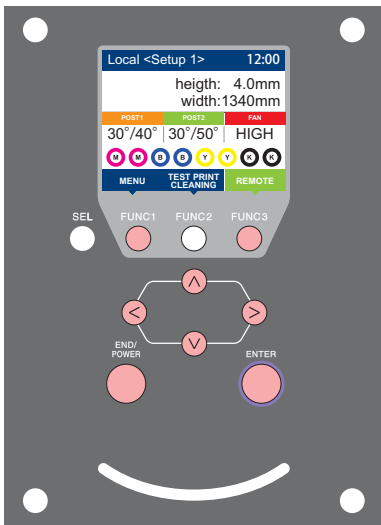 Local <Setup 1> 12:00
heigth: 4.0mm
width:1340mm
POST1 POST2 FAN
30°/40° 30°/50° HIGH
M M B B Y Y K K
MENU TEST PRINT CLEANING REMOTE
SEL FUNC1 FUNC2 FUNC3
END/
POWER
ENTER